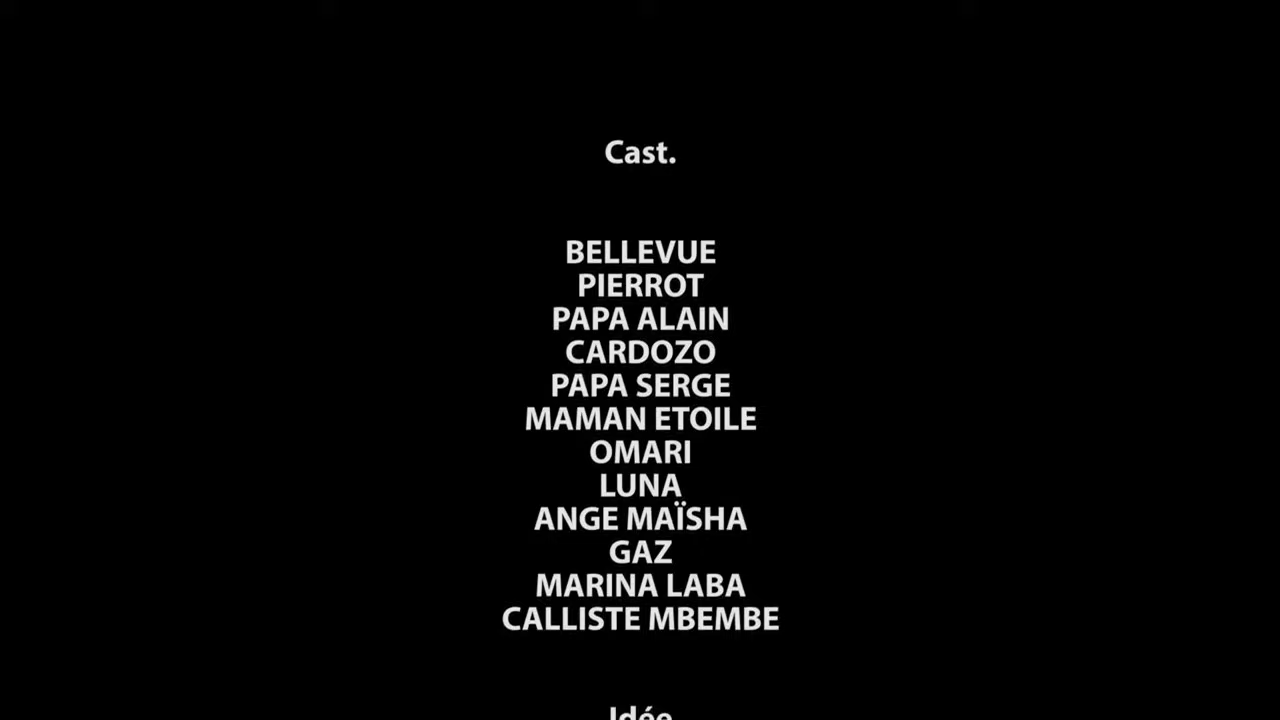 Cast.
BELLEVUE
PIERROT
PAPA ALAIN
CARDOZO
PAPA SERGE
MAMAN ETOILE
OMARI
LUNA
ANGE MAÏSHA
GAZ
MARINA LABA
CALLISTE MBEMBE
Idée